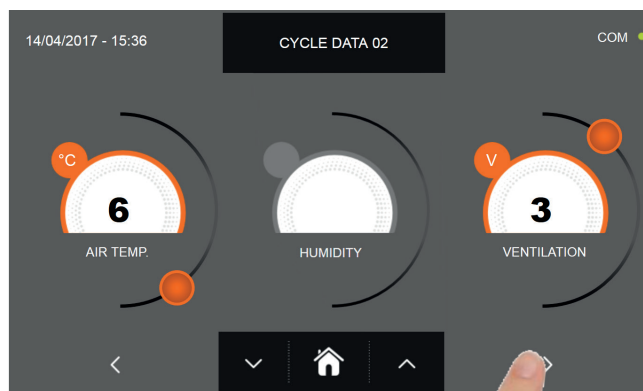 14/04/2017 - 15:36
CYCLE DATA 02
COM
°C
6
AIR TEMP.
HUMIDITY
V
3
VENTILATION